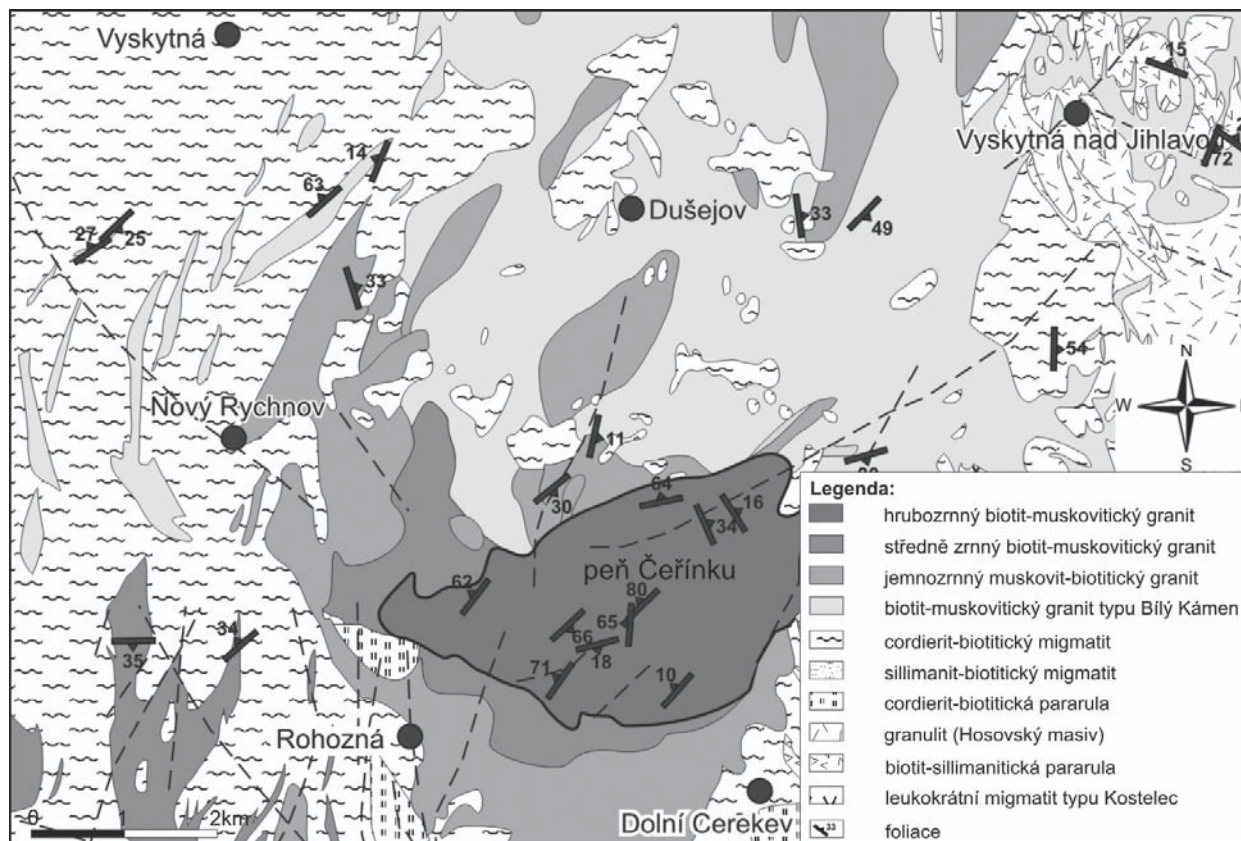 Vyskytná
15
Vyskytná nad Jihlavou
72
14
63
Dušejov
33
49
27
25
33
54
N
W
S
Nový Rychnov
11
30
64
16
34
peň Čeřínku
62
80
65
66
18
71
10
34
35
Rohozná
Dolní Cerekev
0
1
2km
Legenda:
hrubozrnný biotit-muskovitický granit
středně zrnný biotit-muskovitický granit
jemnozrnný muskovit-biotitický granit
biotit-muskovitický granit typu Bílý Kámen
cordierit-biotitický migmatit
sillimanit-biotitický migmatit
cordierit-biotitická pararula
granulit (Hosovský masiv)
biotit-sillimanitická pararula
leukokrátní migmatit typu Kostelec
33
foliace